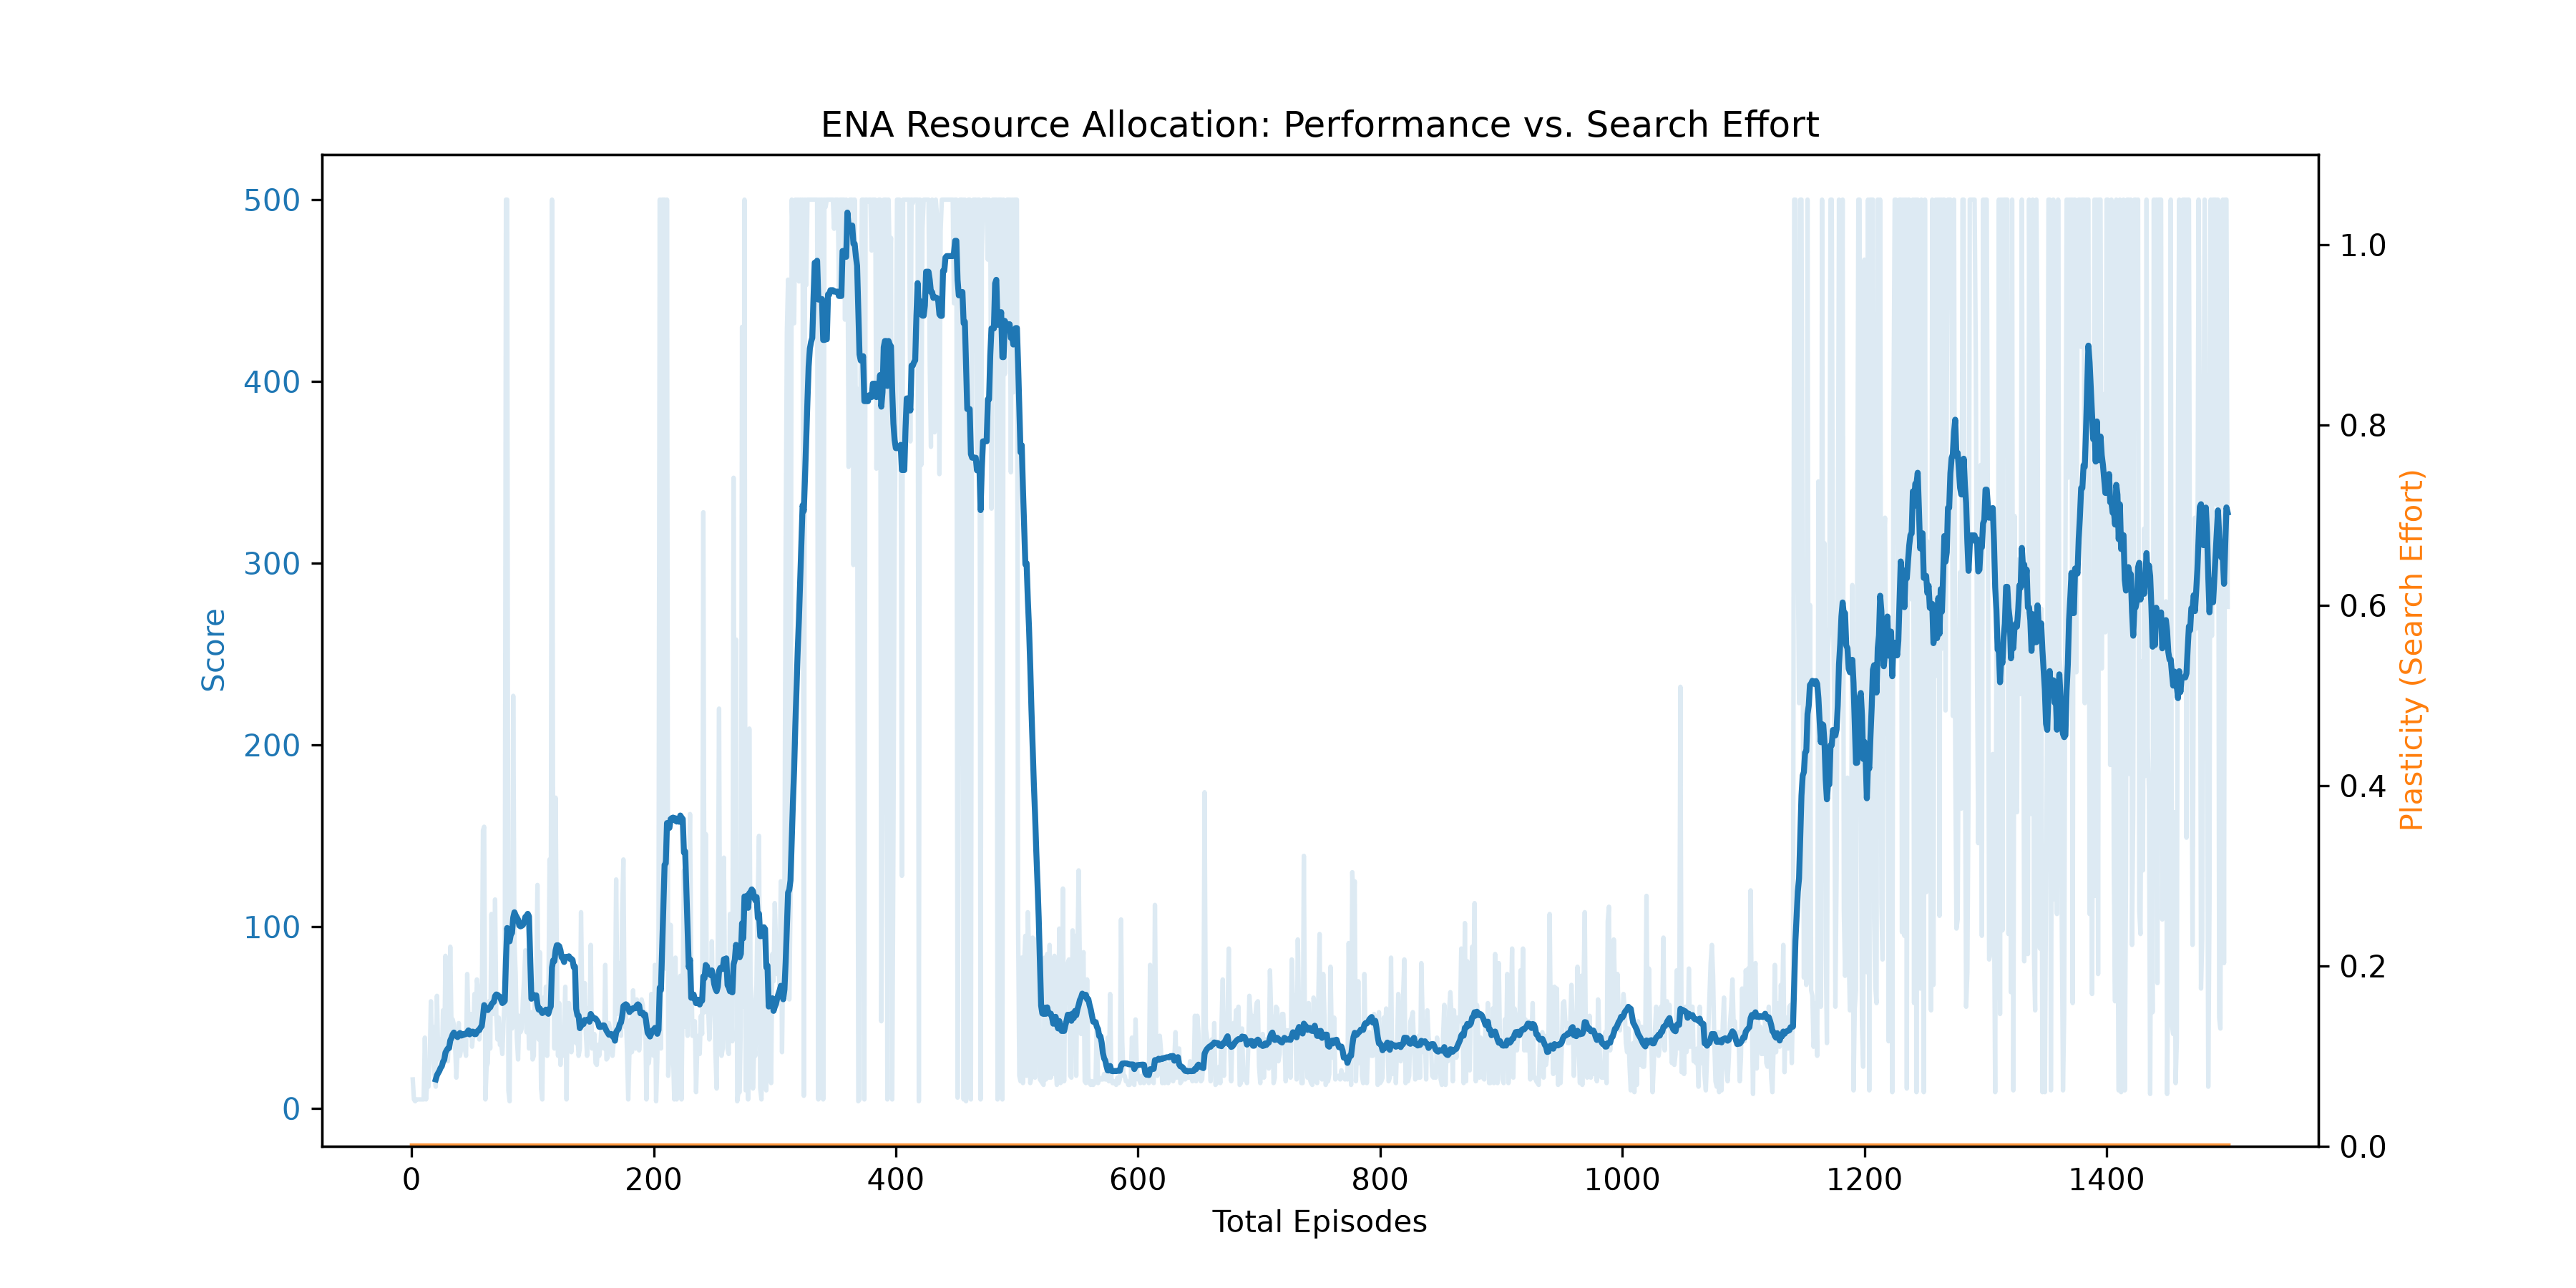 ENA Resource Allocation: Performance vs. Search Effort
500
400
300
200
100
0
Score
1.0
0.8
0.6
0.4
0.2
0.0
Plasticity (Search Effort)
0 200 400 600 800 1000 1200 1400
Total Episodes